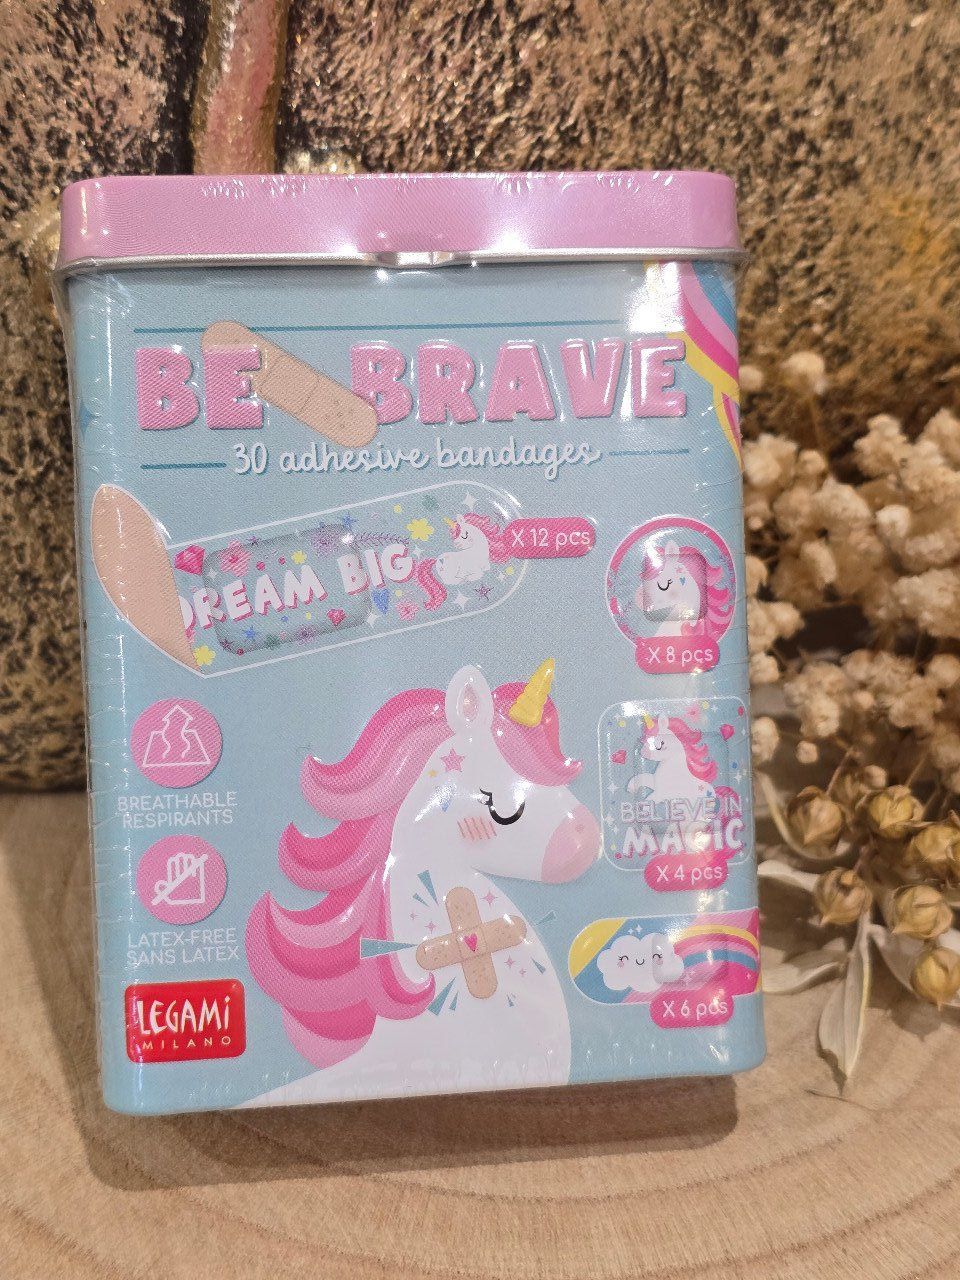 BE BRAVE
30 adhesive bandages
DREAM BIG
X 12 pcs
X 8 pcs
BREATHABLE
RESPIRANTS
BELIEVE IN
MAGIC
X 4 pcs
LATEX-FREE
SANS LATEX
X 6 pcs
LEGAMi
MILANO